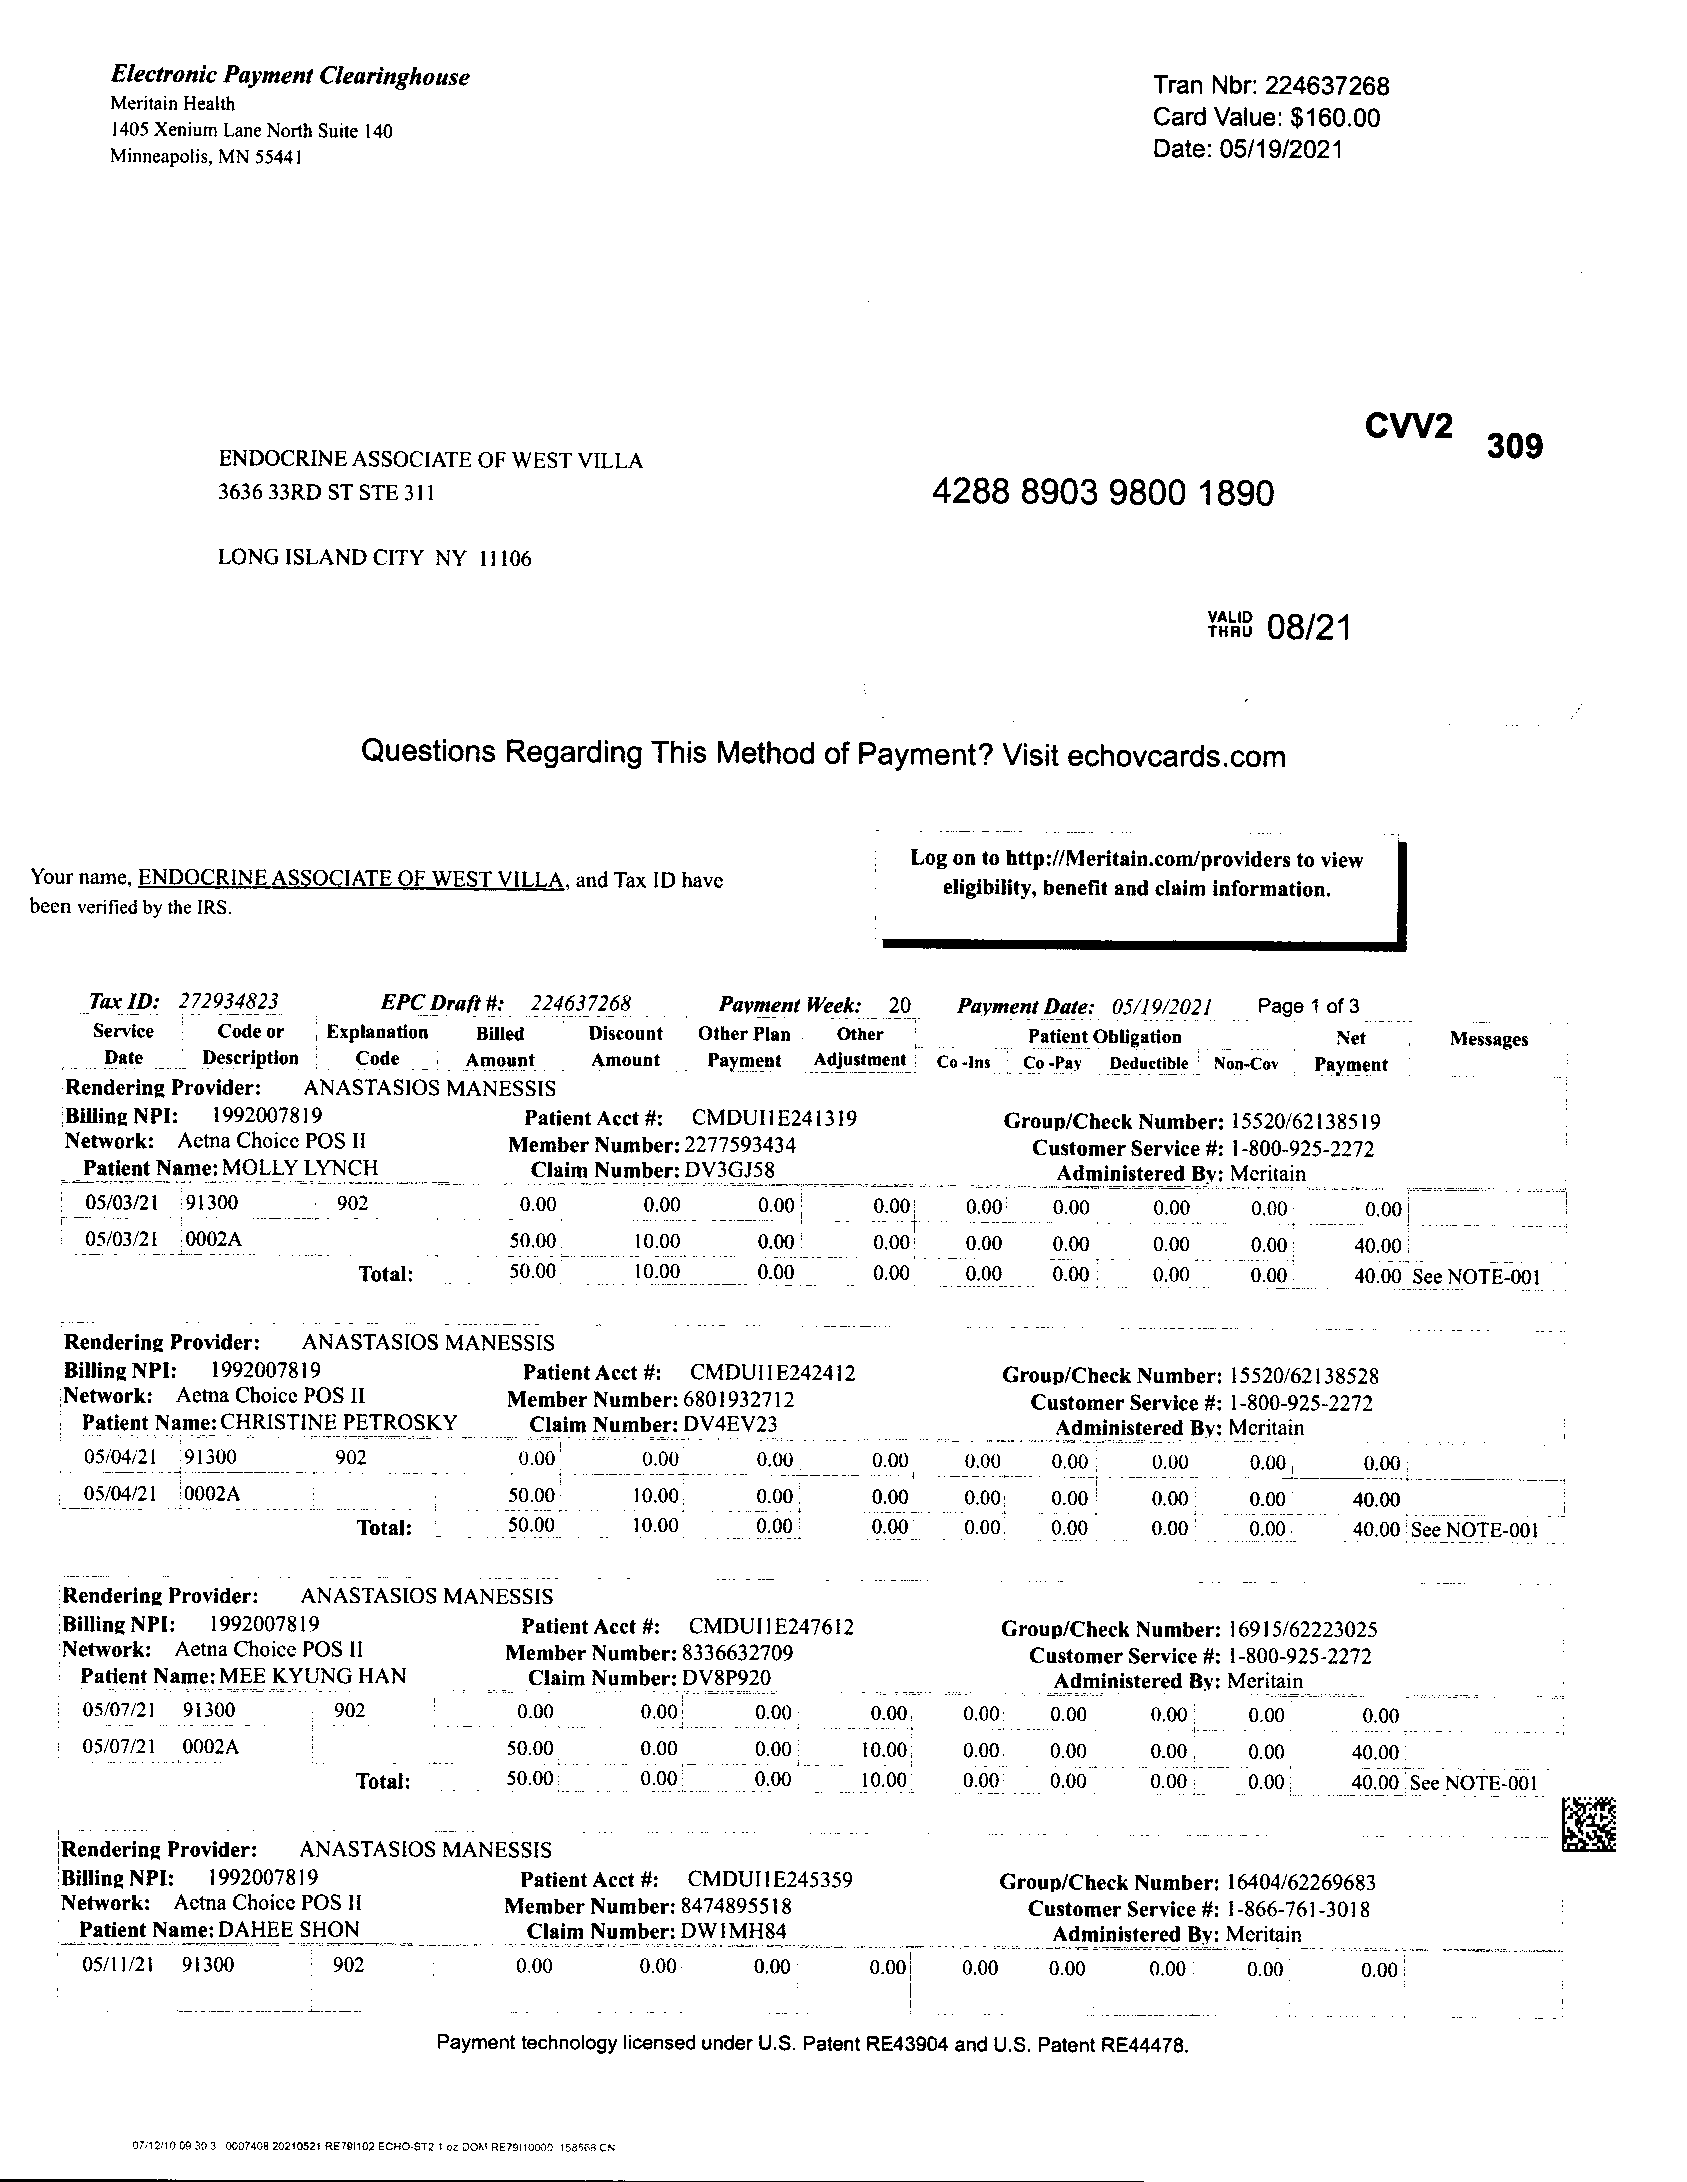 Electronic Payment Clearinghouse
Meritain Health
1405 Xenium Lane North Suite 140
Minneapolis, MN 55441
Tran Nbr: 224637268
Card Value: $160.00
Date: 05/19/2021
CVV2 309
ENDOCRINE ASSOCIATE OF WEST VILLA
3636 33RD ST STE 311
4288 8903 9800 1890
LONG ISLAND CITY NY 11106
VALID THRU 08/21
Questions Regarding This Method of Payment? Visit echovcards.com
Your name, ENDOCRINE ASSOCIATE OF WEST VILLA, and Tax ID have
been verified by the IRS.
Log on to http://Meritain.com/providers to view
eligibility, benefit and claim information.
Tax ID: 272934823 EPC Draft #: 224637268 Payment Week: 20 Payment Date: 05/19/2021 Page 1 of 3
Service Code or Explanation Billed Discount Other Plan Other Patient Obligation Net Messages
Date Description Code Amount Amount Payment Adjustment Co -Ins Co -Pay Deductible Non-Cov Payment
Rendering Provider: ANASTASIOS MANESSIS
Billing NPI: 1992007819 Patient Acct #: CMDUI1E241319 Group/Check Number: 15520/62138519
Network: Aetna Choice POS II Member Number: 2277593434 Customer Service #: 1-800-925-2272
Patient Name: MOLLY LYNCH Claim Number: DV3GJ58 Administered By: Meritain
05/03/21 91300 902 0.00 0.00 0.00 0.00 0.00 0.00 0.00 0.00 0.00
05/03/21 0002A 50.00 10.00 0.00 0.00 0.00 0.00 0.00 0.00 40.00
Total: 50.00 10.00 0.00 0.00 0.00 0.00 0.00 0.00 40.00 See NOTE-001
Rendering Provider: ANASTASIOS MANESSIS
Billing NPI: 1992007819 Patient Acct #: CMDUI1E242412 Group/Check Number: 15520/62138528
Network: Aetna Choice POS II Member Number: 6801932712 Customer Service #: 1-800-925-2272
Patient Name: CHRISTINE PETROSKY Claim Number: DV4EV23 Administered By: Meritain
05/04/21 91300 902 0.00 0.00 0.00 0.00 0.00 0.00 0.00 0.00 0.00
05/04/21 0002A 50.00 10.00 0.00 0.00 0.00 0.00 0.00 0.00 40.00
Total: 50.00 10.00 0.00 0.00 0.00 0.00 0.00 0.00 40.00 See NOTE-001
Rendering Provider: ANASTASIOS MANESSIS
Billing NPI: 1992007819 Patient Acct #: CMDUI1E247612 Group/Check Number: 16915/62223025
Network: Aetna Choice POS II Member Number: 8336632709 Customer Service #: 1-800-925-2272
Patient Name: MEE KYUNG HAN Claim Number: DV8P920 Administered By: Meritain
05/07/21 91300 902 0.00 0.00 0.00 0.00 0.00 0.00 0.00 0.00 0.00
05/07/21 0002A 50.00 0.00 0.00 10.00 0.00 0.00 0.00 0.00 40.00
Total: 50.00 0.00 0.00 10.00 0.00 0.00 0.00 0.00 40.00 See NOTE-001
Rendering Provider: ANASTASIOS MANESSIS
Billing NPI: 1992007819 Patient Acct #: CMDUI1E245359 Group/Check Number: 16404/62269683
Network: Aetna Choice POS II Member Number: 8474895518 Customer Service #: 1-866-761-3018
Patient Name: DAHEE SHON Claim Number: DW1MH84 Administered By: Meritain
05/11/21 91300 902 0.00 0.00 0.00 0.00 0.00 0.00 0.00 0.00 0.00
Payment technology licensed under U.S. Patent RE43904 and U.S. Patent RE44478.
0007408 20210521 RE79I102 ECHO-ST2 1 oz DOM RE79I10000